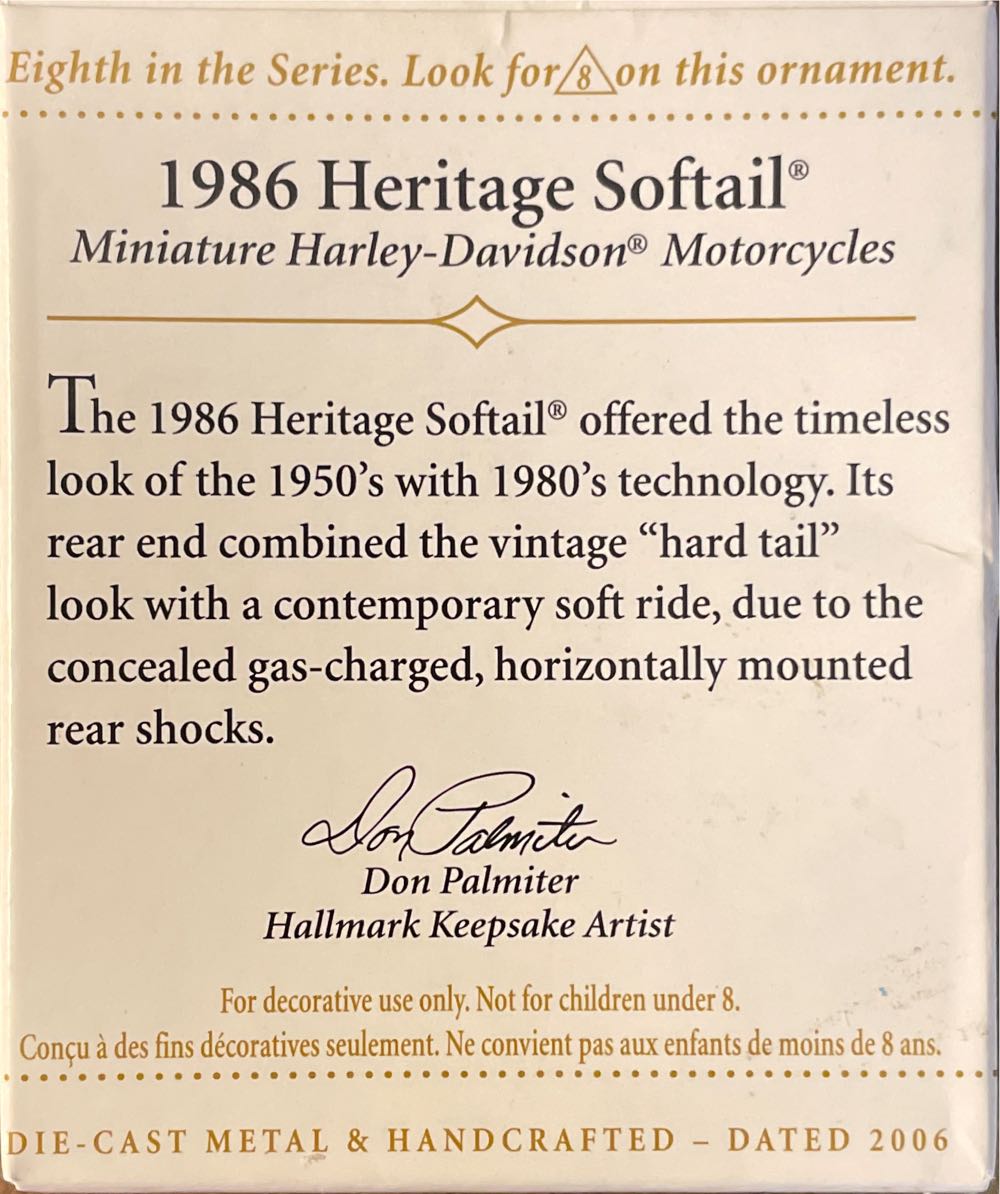 Eighth in the Series. Look for 8 on this ornament.
1986 Heritage Softail®
Miniature Harley-Davidson® Motorcycles
The 1986 Heritage Softail® offered the timeless
look of the 1950's with 1980's technology. Its
rear end combined the vintage “hard tail”
look with a contemporary soft ride, due to the
concealed gas-charged, horizontally mounted
rear shocks.
Don Palmiter
Don Palmiter
Hallmark Keepsake Artist
For decorative use only. Not for children under 8.
Conçu à des fins décoratives seulement. Ne convient pas aux enfants de moins de 8 ans.
DIE-CAST METAL & HANDCRAFTED – DATED 2006